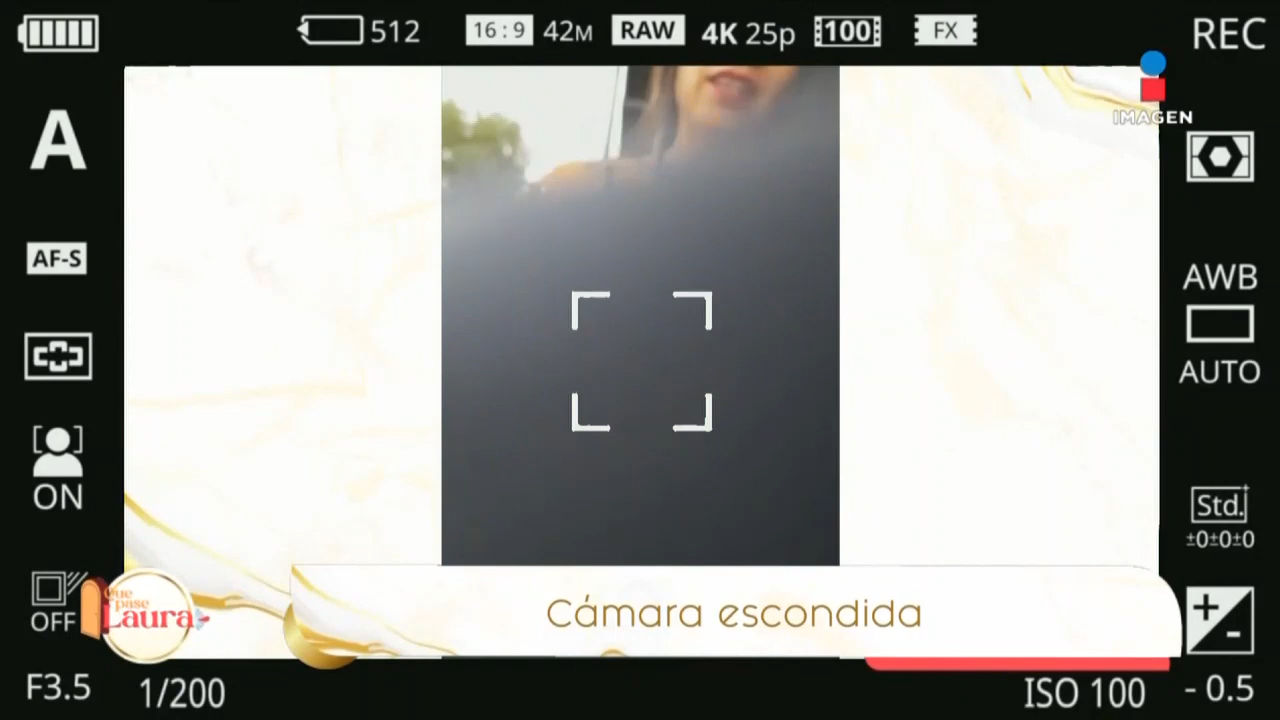 512 16:9 42M RAW 4K 25p 100 FX REC
IMAGEN
A
AF-S
AWB
AUTO
ON
Std.
±0±0±0
OFF
Que
pase
Laura
Cámara escondida
F3.5 1/200 ISO 100 - 0.5